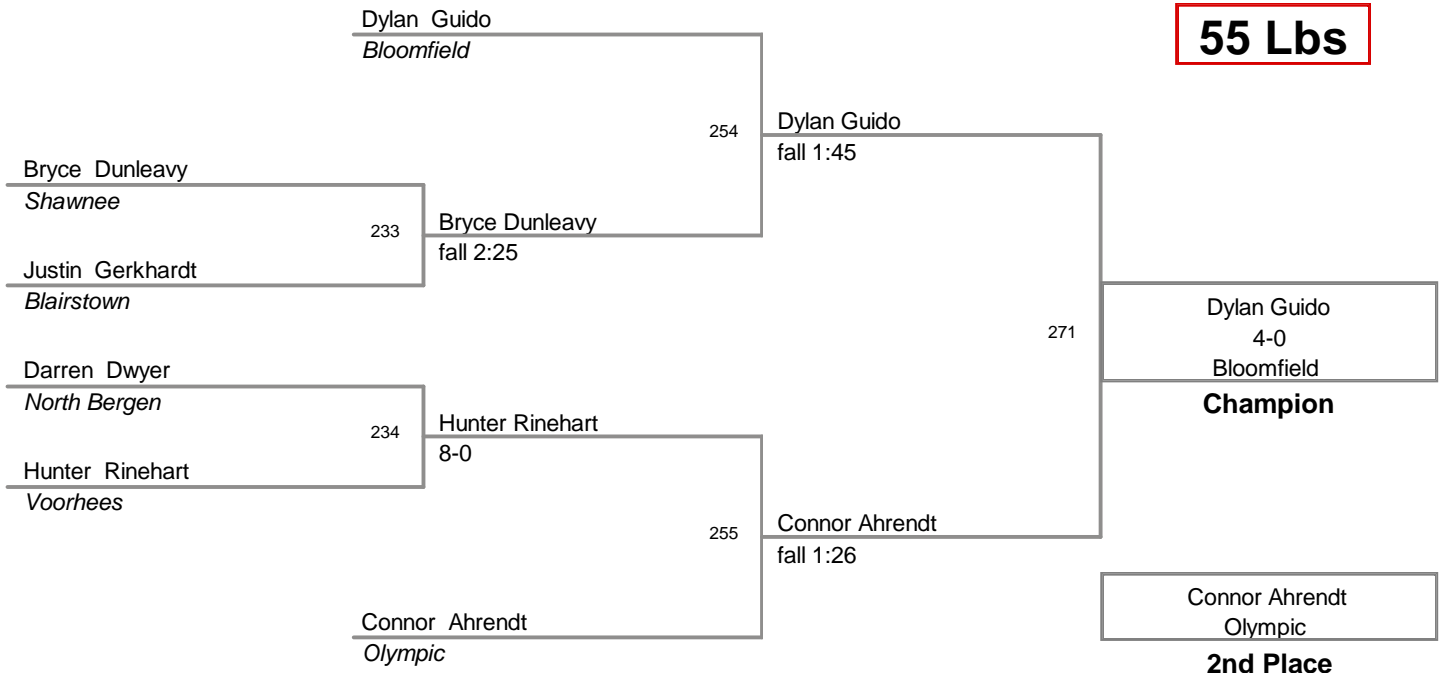 Dylan Guido
Bloomfield
55 Lbs
254
Dylan Guido
fall 1:45
Bryce Dunleavy
Shawnee
233
Bryce Dunleavy
fall 2:25
Justin Gerkhardt
Blairstown
271
Dylan Guido
4-0
Bloomfield
Champion
Darren Dwyer
North Bergen
234
Hunter Rinehart
8-0
Hunter Rinehart
Voorhees
255
Connor Ahrendt
fall 1:26
Connor Ahrendt
Olympic
Connor Ahrendt
Olympic
2nd Place